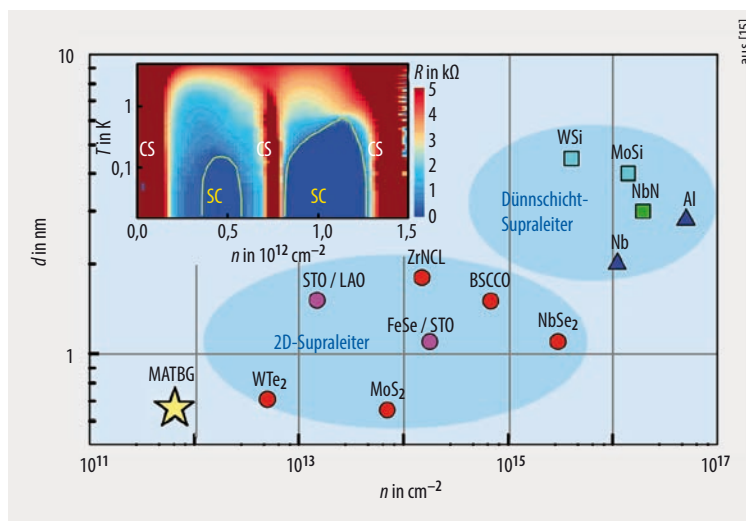 aus [15]
10
R in kΩ
5
4
3
2
1
0
T in K
1
0,1
CS
CS
CS
SC
SC
0,0
0,5
1,0
1,5
n in 10¹² cm⁻²
WSi
MoSi
NbN
Al
Nb
Dünnschicht-
Supraleiter
d in nm
ZrNCL
STO / LAO
BSCCO
FeSe / STO
NbSe₂
2D-Supraleiter
1
MATBG
WTe₂
MoS₂
10¹¹
10¹³
10¹⁵
10¹⁷
n in cm⁻²